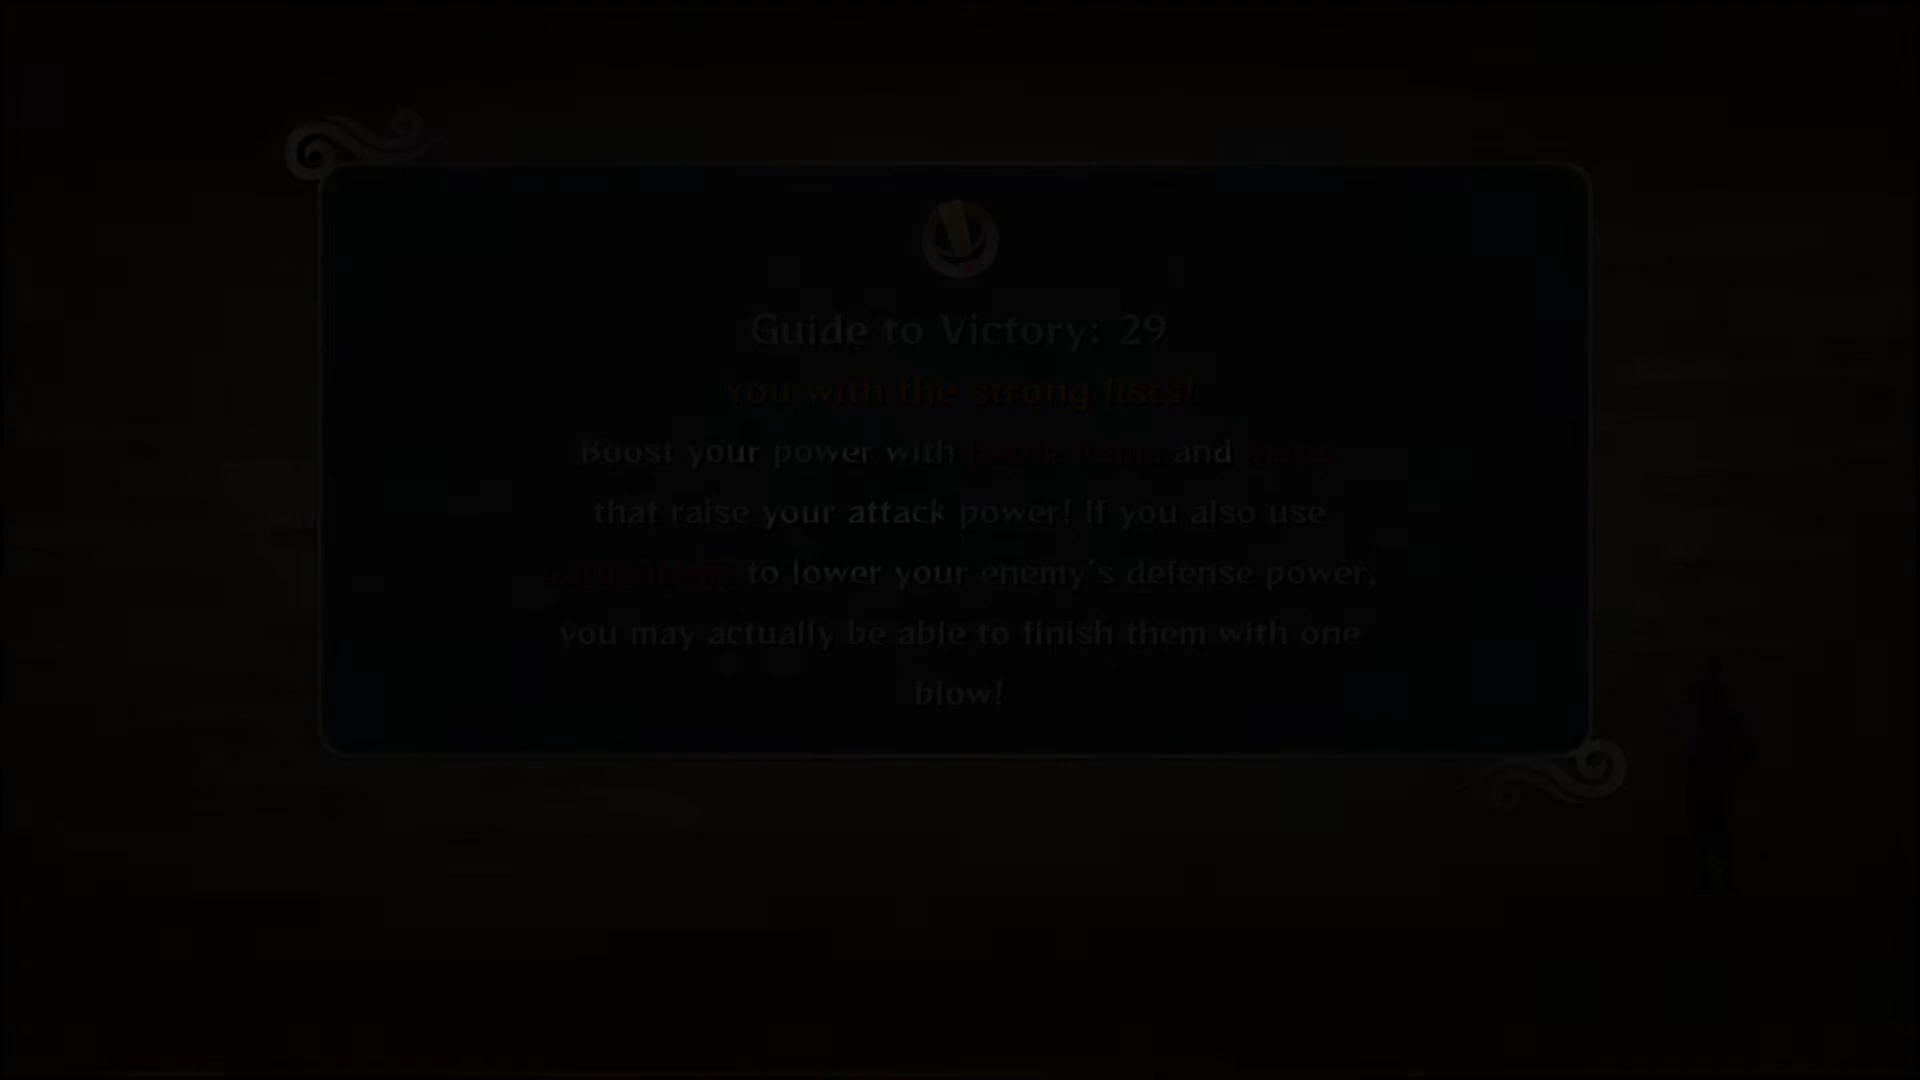 Guide to Victory: 29
You with the strong fists!
Boost your power with battle items and
that raise your attack power! If you also use
to lower your enemy's defense power,
you may actually be able to finish them with one
blow!